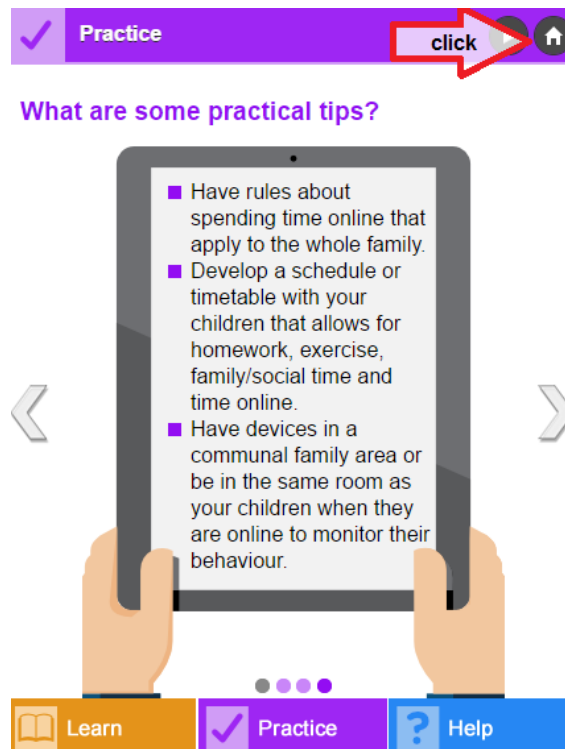 Practice
click
What are some practical tips?
Have rules about
spending time online that
apply to the whole family.
Develop a schedule or
timetable with your
children that allows for
homework, exercise,
family/social time and
time online.
Have devices in a
communal family area or
be in the same room as
your children when they
are online to monitor their
behaviour.
Learn
Practice
? Help